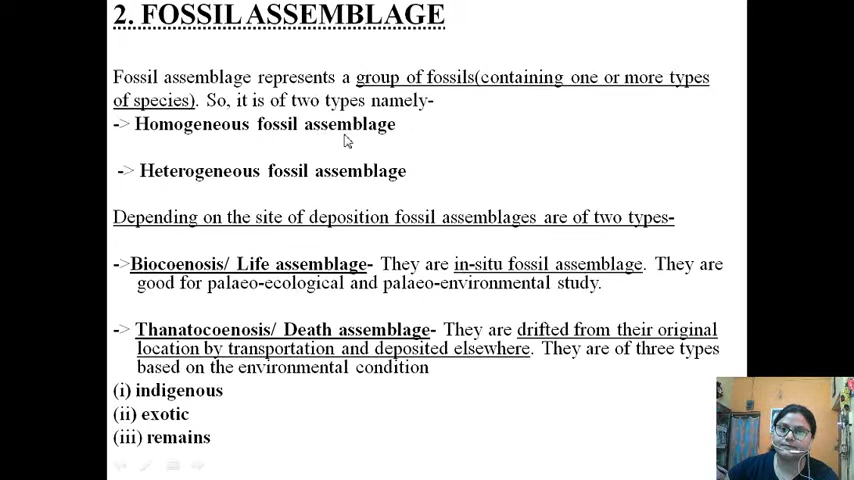 2. FOSSIL ASSEMBLAGE
Fossil assemblage represents a group of fossils(containing one or more types
of species). So, it is of two types namely-
-> Homogeneous fossil assemblage
-> Heterogeneous fossil assemblage
Depending on the site of deposition fossil assemblages are of two types-
->Biocoenosis/ Life assemblage- They are in-situ fossil assemblage. They are
good for palaeo-ecological and palaeo-environmental study.
-> Thanatocoenosis/ Death assemblage- They are drifted from their original
location by transportation and deposited elsewhere. They are of three types
based on the environmental condition
(i) indigenous
(ii) exotic
(iii) remains